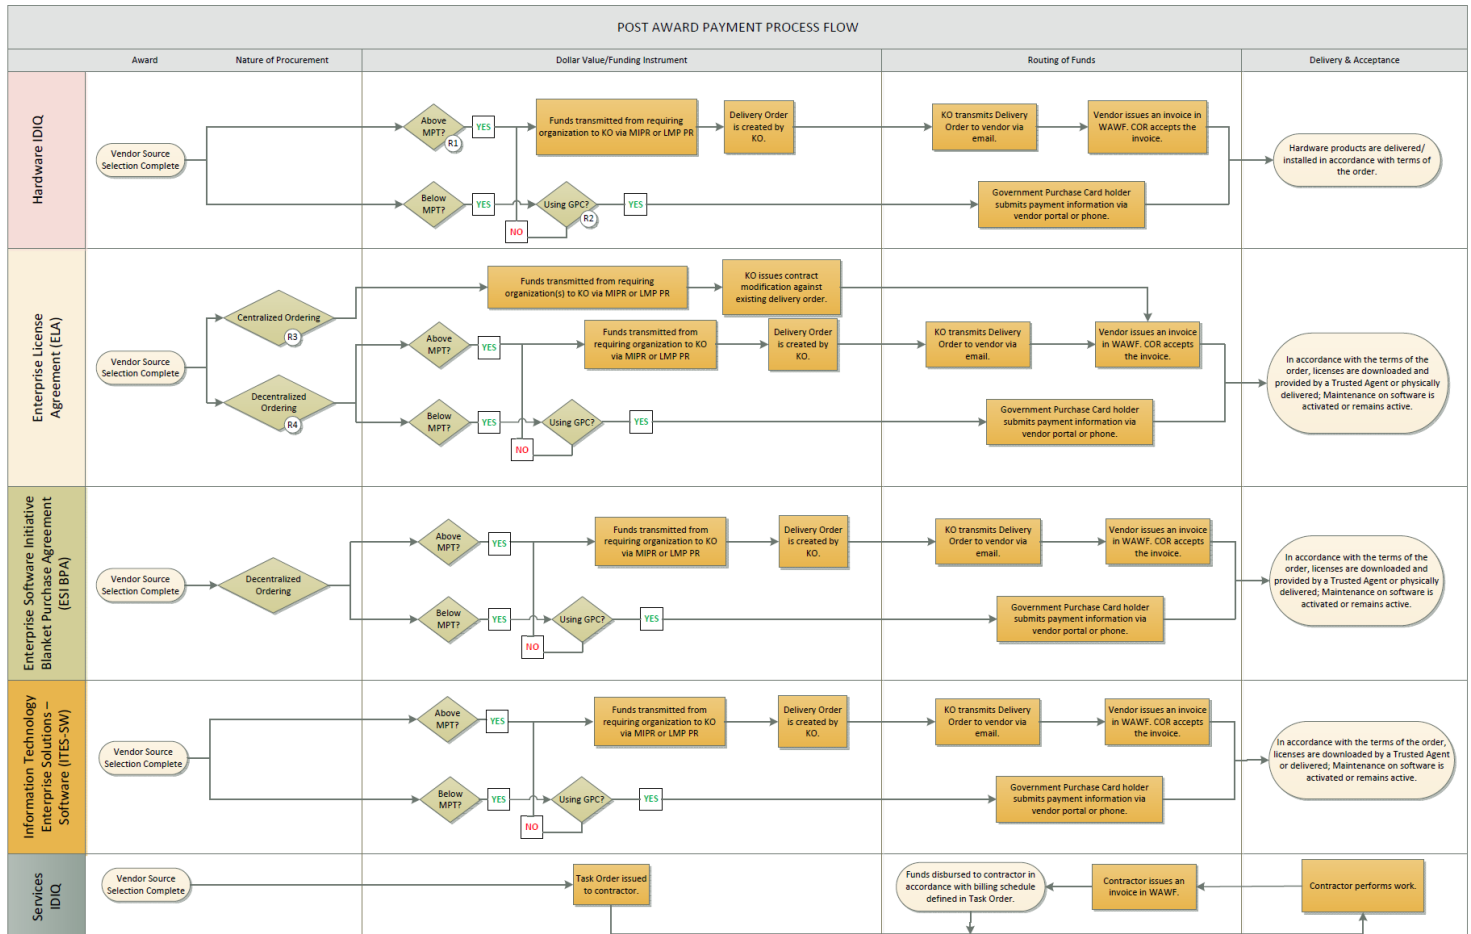 POST AWARD PAYMENT PROCESS FLOW
Award
Nature of Procurement
Dollar Value/Funding Instrument
Routing of Funds
Delivery & Acceptance
Hardware IDIQ
Vendor Source
Selection Complete
Above
MPT?
R1
YES
Funds transmitted from requiring
organization to KO via MIPR or LMP PR
Delivery Order
is created by
KO.
KO transmits Delivery
Order to vendor via
email.
Vendor issues an invoice in
WAWF. COR accepts the
invoice.
Hardware products are delivered/
installed in accordance with terms of
the order.
Below
MPT?
YES
Using GPC?
R2
YES
NO
Government Purchase Card holder
submits payment information via
vendor portal or phone.
Enterprise License
Agreement (ELA)
Vendor Source
Selection Complete
Centralized Ordering
R3
Funds transmitted from requiring
organization(s) to KO via MIPR or LMP PR
KO issues contract
modification against
existing delivery order.
Decentralized
Ordering
R4
Above
MPT?
YES
Funds transmitted from
requiring organization to KO
via MIPR or LMP PR
Delivery Order
is created by
KO.
KO transmits Delivery
Order to vendor via
email.
Vendor issues an invoice
in WAWF. COR accepts
the invoice.
In accordance with the terms of the
order, licenses are downloaded and
provided by a Trusted Agent or physically
delivered; Maintenance on software is
activated or remains active.
Below
MPT?
YES
Using GPC?
YES
NO
Government Purchase Card holder
submits payment information via
vendor portal or phone.
Enterprise Software Initiative
Blanket Purchase Agreement
(ESI BPA)
Vendor Source
Selection Complete
Decentralized
Ordering
Above
MPT?
YES
Funds transmitted from
requiring organization to KO
via MIPR or LMP PR
Delivery Order
is created by
KO.
KO transmits Delivery
Order to vendor via
email.
Vendor issues an invoice
in WAWF. COR accepts
the invoice.
In accordance with the terms of the
order, licenses are downloaded and
provided by a Trusted Agent or physically
delivered; Maintenance on software is
activated or remains active.
Below
MPT?
YES
Using GPC?
YES
NO
Government Purchase Card holder
submits payment information via
vendor portal or phone.
Information Technology
Enterprise Solutions –
Software (ITES-SW)
Vendor Source
Selection Complete
Above
MPT?
YES
Funds transmitted from
requiring organization to KO
via MIPR or LMP PR
Delivery Order
is created by
KO.
KO transmits Delivery
Order to vendor via
email.
Vendor issues an invoice
in WAWF. COR accepts
the invoice.
In accordance with the terms of the order,
licenses are downloaded by a Trusted Agent
or delivered; Maintenance on software is
activated or remains active.
Below
MPT?
YES
Using GPC?
YES
NO
Government Purchase Card holder
submits payment information via
vendor portal or phone.
Services
IDIQ
Vendor Source
Selection Complete
Task Order issued
to contractor.
Funds disbursed to contractor in
accordance with billing schedule
defined in Task Order.
Contractor issues an
invoice in WAWF.
Contractor performs work.